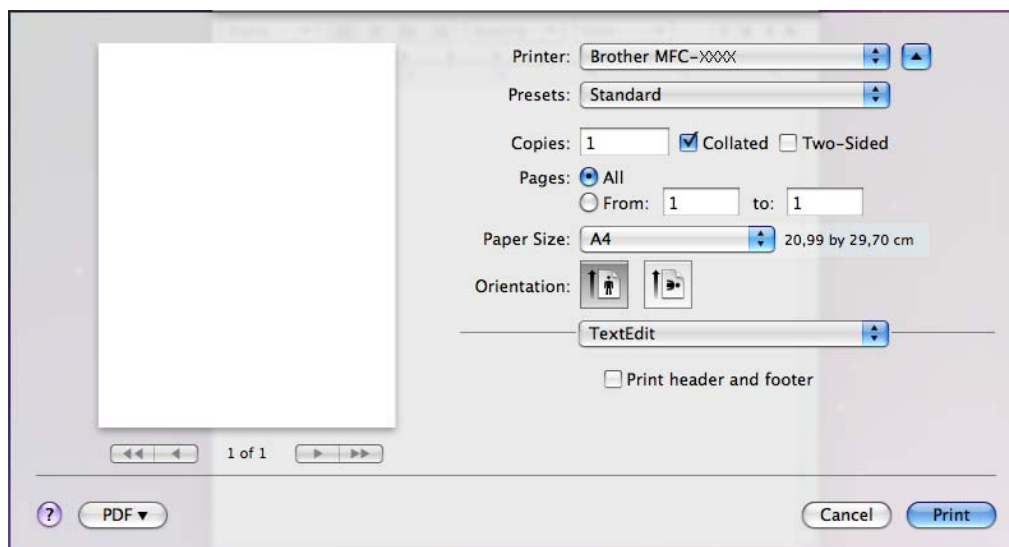 Printer: Brother MFC-XXXX
Presets: Standard
Copies: 1 Collated Two-Sided
Pages: All
From: 1 to: 1
Paper Size: A4 20,99 by 29,70 cm
Orientation:
TextEdit
Print header and footer
1 of 1
? PDF Cancel Print